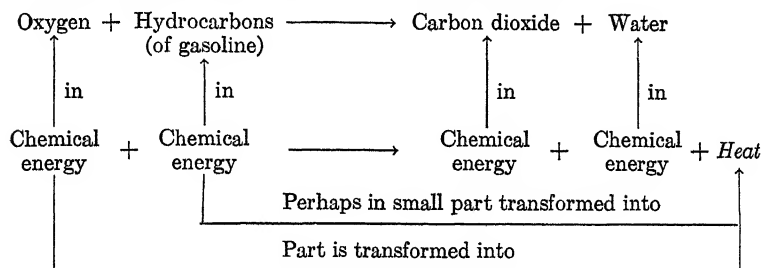 Oxygen + Hydrocarbons ⟶ Carbon dioxide + Water
(of gasoline)
in in in in
Chemical energy + Chemical energy ⟶ Chemical energy + Chemical energy + Heat
Perhaps in small part transformed into
Part is transformed into